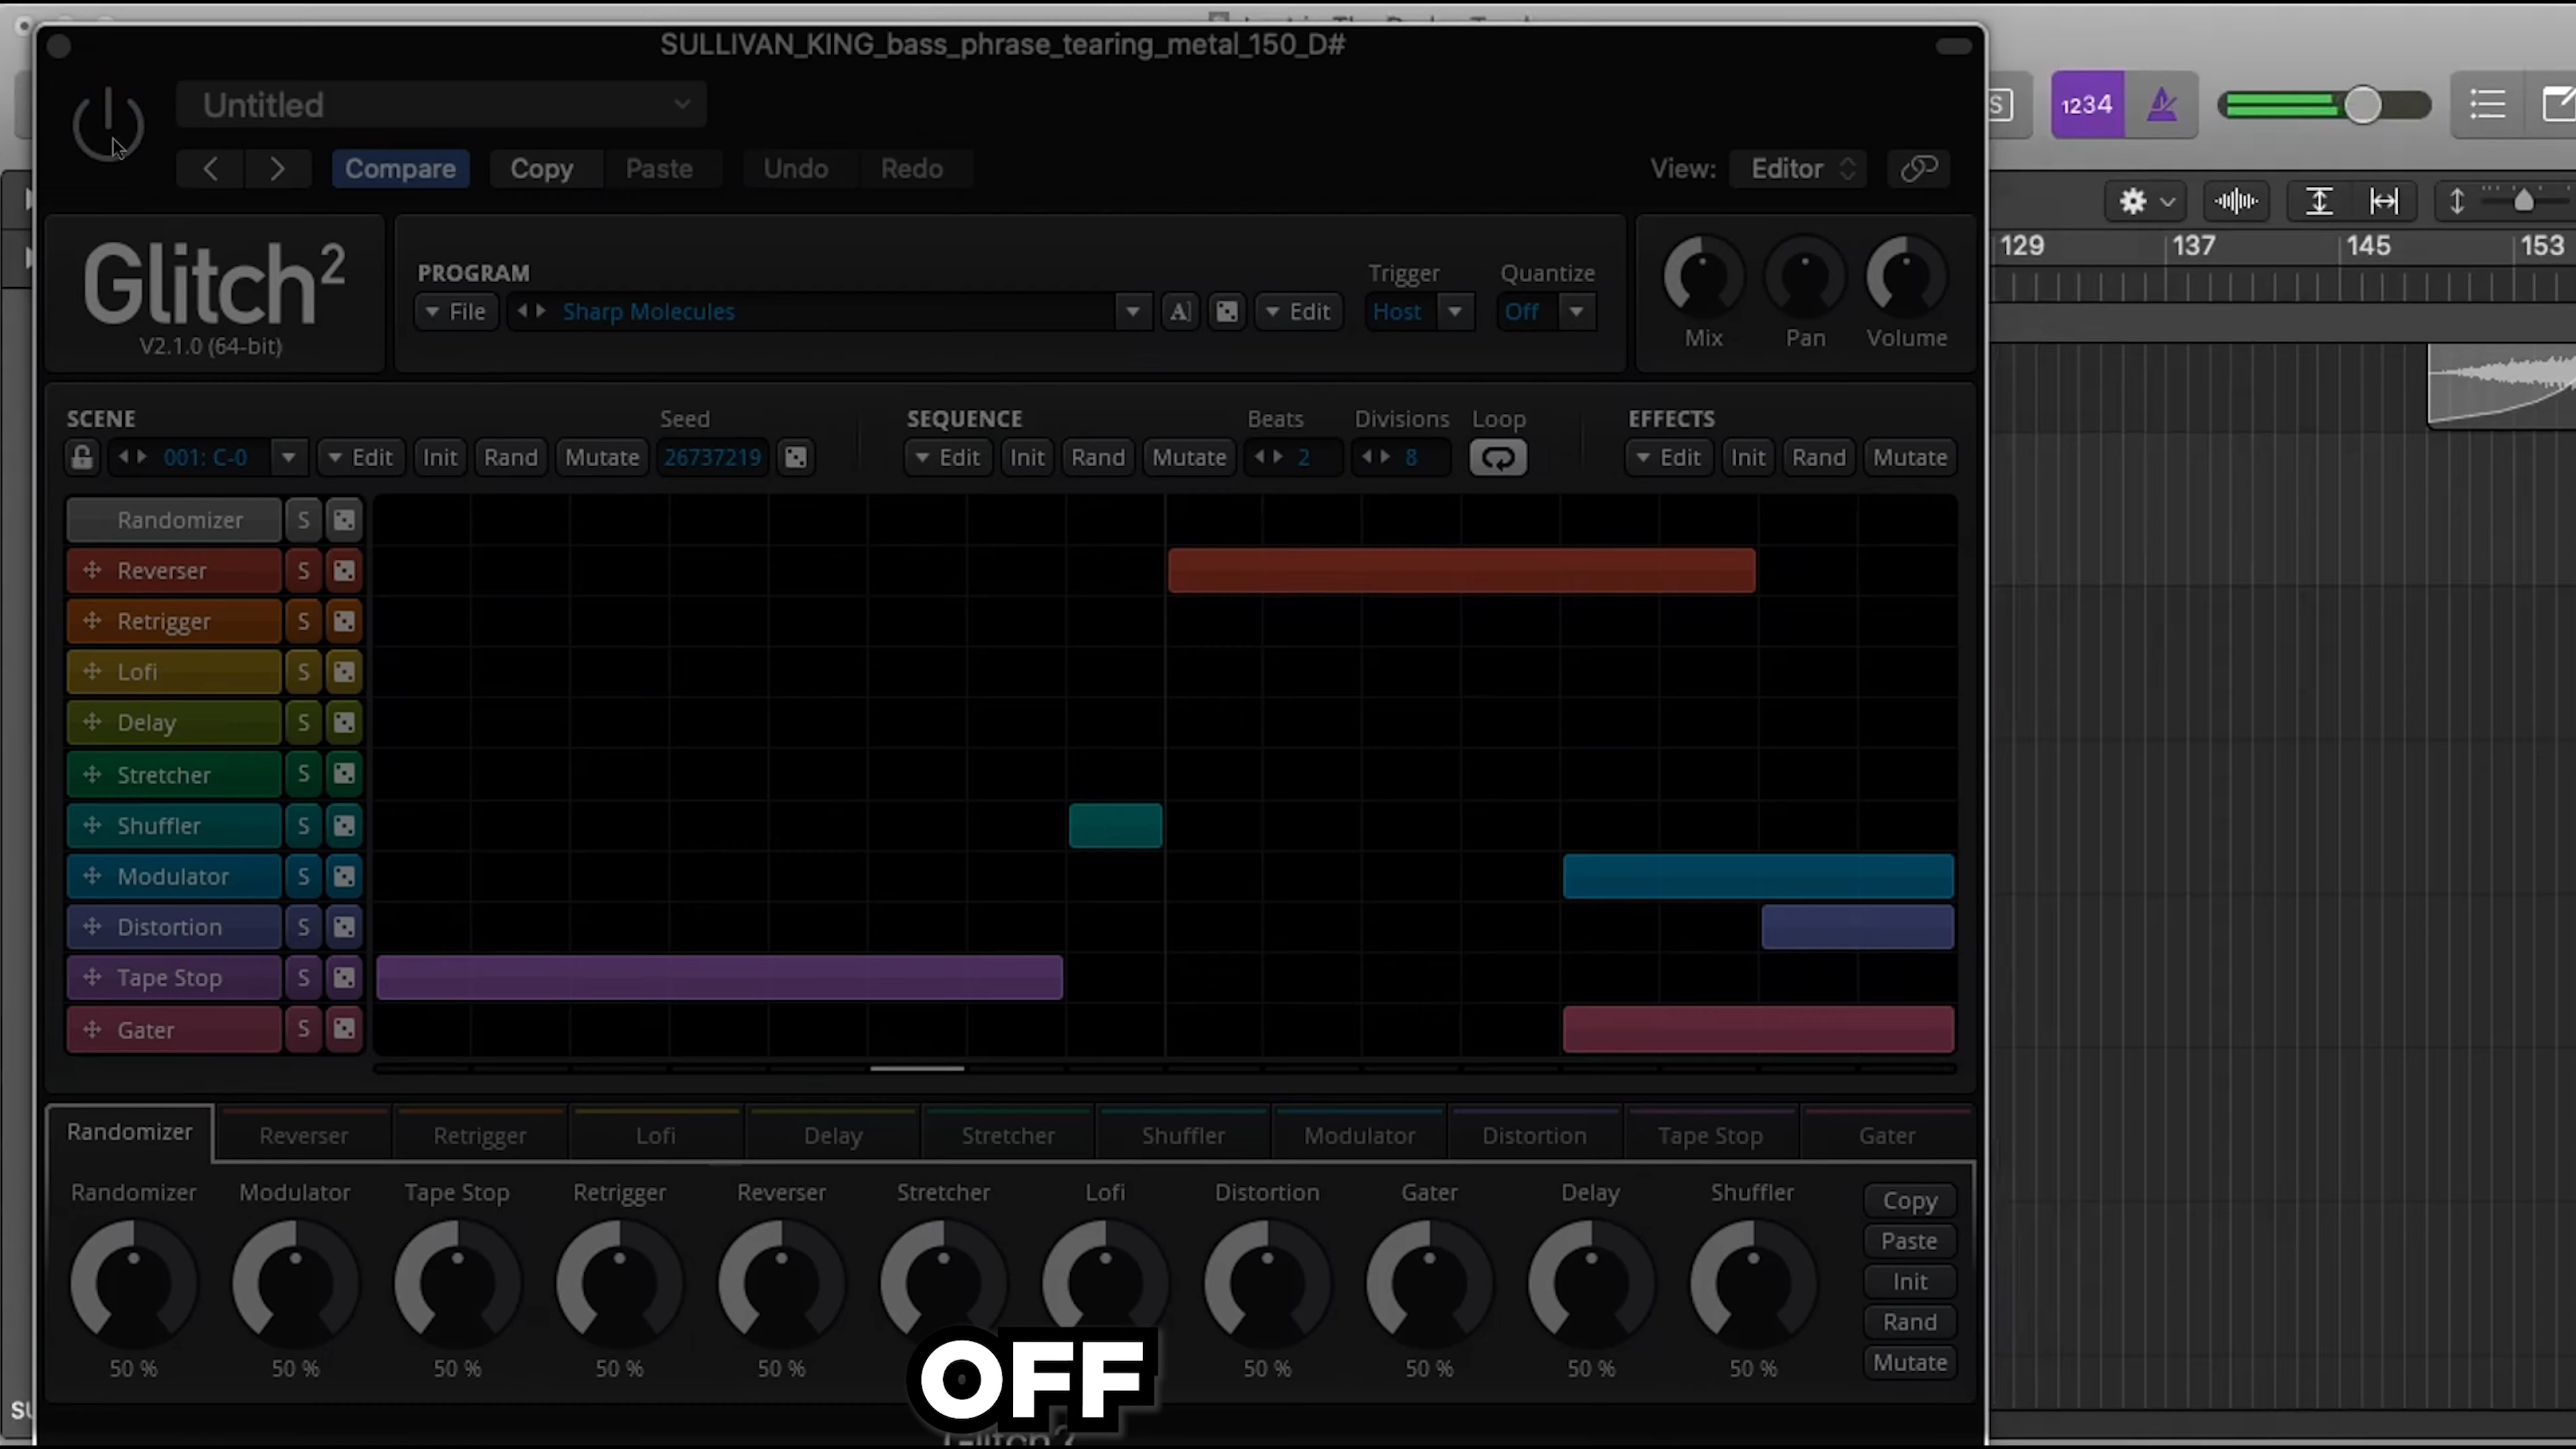 SULLIVAN_KING_bass_phrase_tearing_metal_150_D#
Untitled
Compare Copy Paste Undo Redo View: Editor
S 1234
129 137 145 153
Glitch2
V2.1.0 (64-bit)
PROGRAM Trigger Quantize
File Sharp Molecules A Edit Host Off
Mix Pan Volume
SCENE Seed SEQUENCE Beats Divisions Loop EFFECTS
001: C-0 Edit Init Rand Mutate 26737219 Edit Init Rand Mutate 2 8 Edit Init Rand Mutate
Randomizer S
Reverser S
Retrigger S
Lofi S
Delay S
Stretcher S
Shuffler S
Modulator S
Distortion S
Tape Stop S
Gater S
Randomizer Reverser Retrigger Lofi Delay Stretcher Shuffler Modulator Distortion Tape Stop Gater
Randomizer Modulator Tape Stop Retrigger Reverser Stretcher Lofi Distortion Gater Delay Shuffler
Copy
Paste
Init
Rand
Mutate
50 % 50 % 50 % 50 % 50 % 50 % 50 % 50 % 50 %
OFF
Glitch2